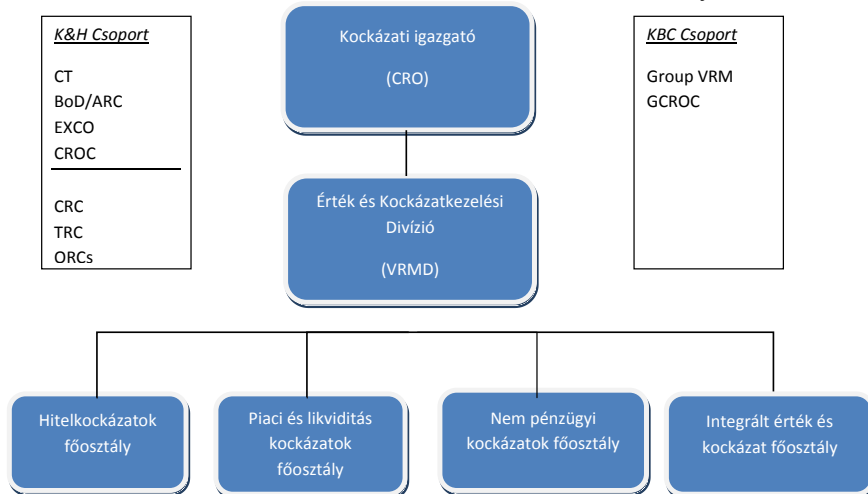 K&H Csoport
CT
BoD/ARC
EXCO
CROC
CRC
TRC
ORCs
Kockázati igazgató
(CRO)
KBC Csoport
Group VRM
GCROC
Érték és Kockázatkezelési
Divízió
(VRMD)
Hitelkockázatok
főosztály
Piaci és likviditás
kockázatok
főosztály
Nem pénzügyi
kockázatok főosztály
Integrált érték és
kockázat főosztály